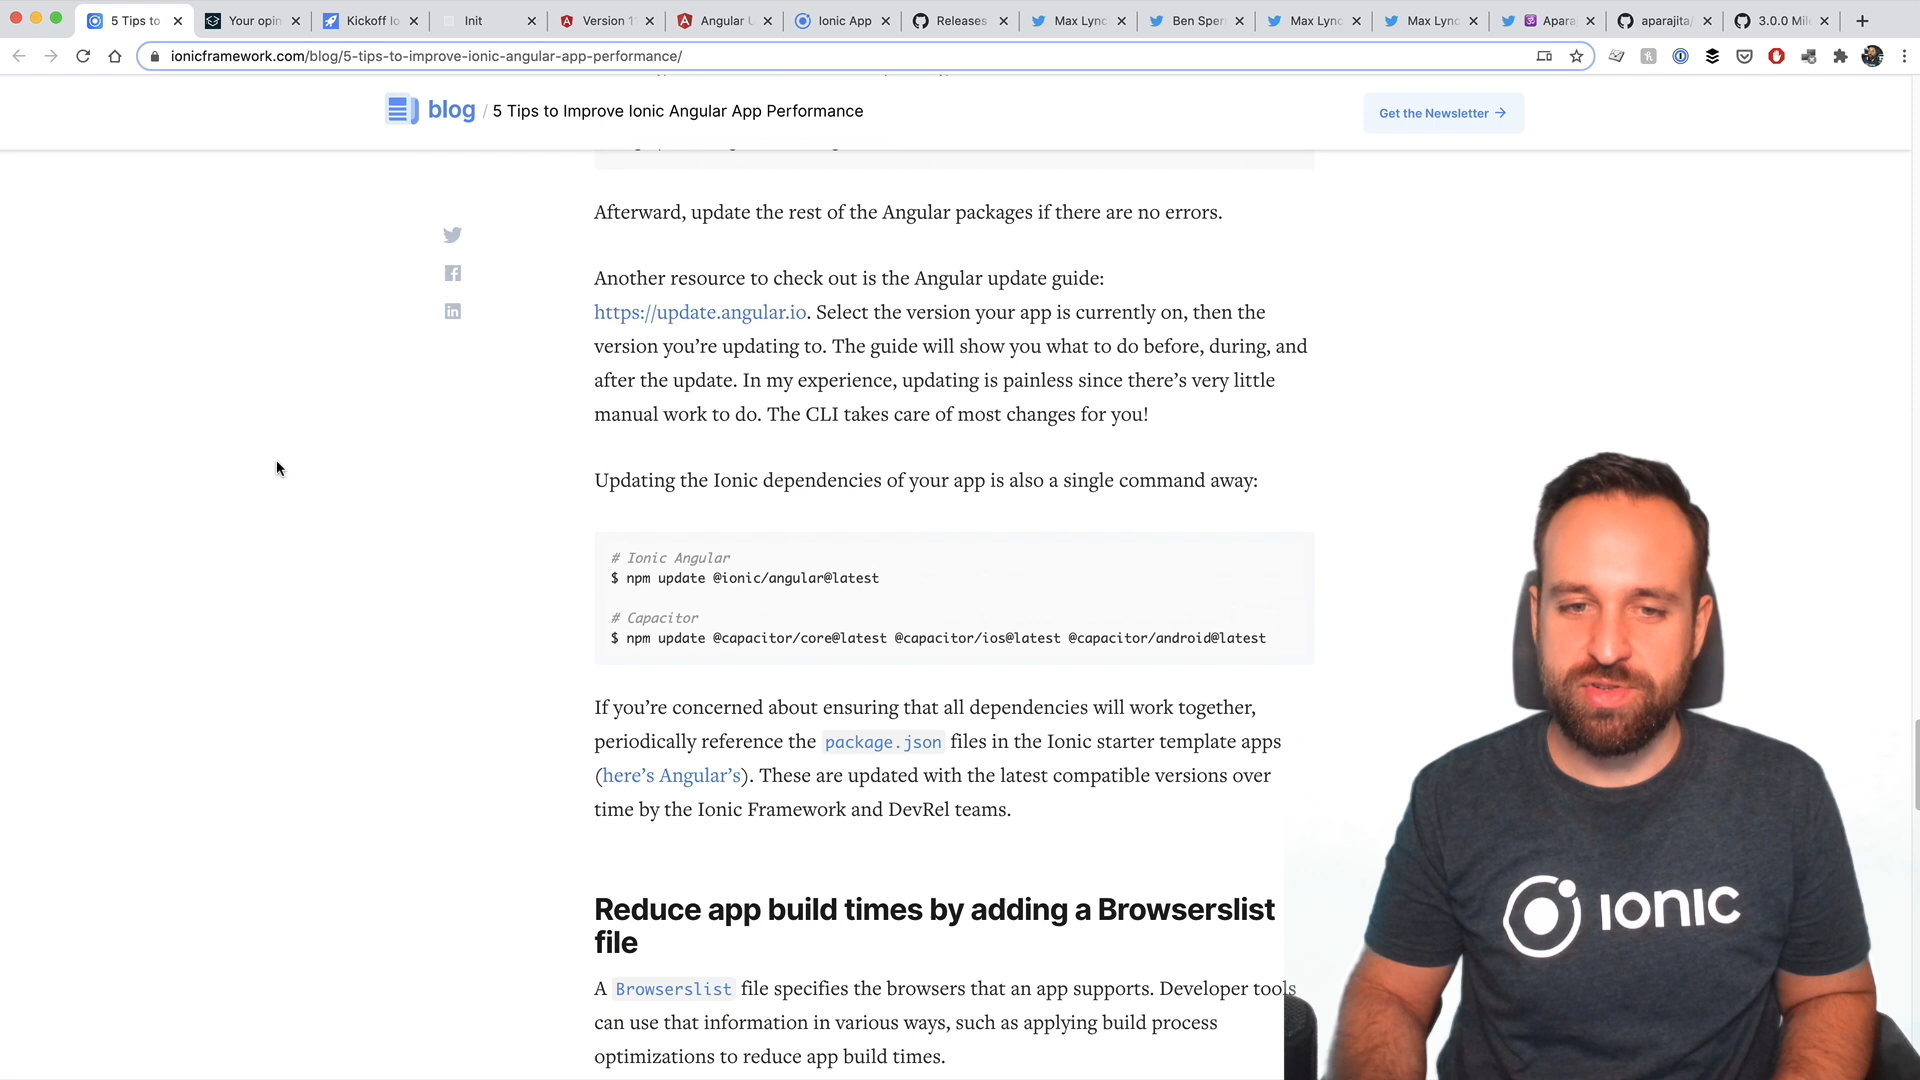 5 Tips to
Your opin
Kickoff Io
Init
Version 1
Angular U
Ionic App
Releases
Max Lync
Ben Sper
Max Lync
Max Lync
Apara
aparajita/
3.0.0 Mil
ionicframework.com/blog/5-tips-to-improve-ionic-angular-app-performance/
blog / 5 Tips to Improve Ionic Angular App Performance
Get the Newsletter →
Afterward, update the rest of the Angular packages if there are no errors.
Another resource to check out is the Angular update guide:
https://update.angular.io. Select the version your app is currently on, then the
version you’re updating to. The guide will show you what to do before, during, and
after the update. In my experience, updating is painless since there’s very little
manual work to do. The CLI takes care of most changes for you!
Updating the Ionic dependencies of your app is also a single command away:
# Ionic Angular
$ npm update @ionic/angular@latest
# Capacitor
$ npm update @capacitor/core@latest @capacitor/ios@latest @capacitor/android@latest
If you’re concerned about ensuring that all dependencies will work together,
periodically reference the package.json files in the Ionic starter template apps
(here’s Angular’s). These are updated with the latest compatible versions over
time by the Ionic Framework and DevRel teams.
Reduce app build times by adding a Browserslist
file
A Browserslist file specifies the browsers that an app supports. Developer tools
can use that information in various ways, such as applying build process
optimizations to reduce app build times.
IONIC